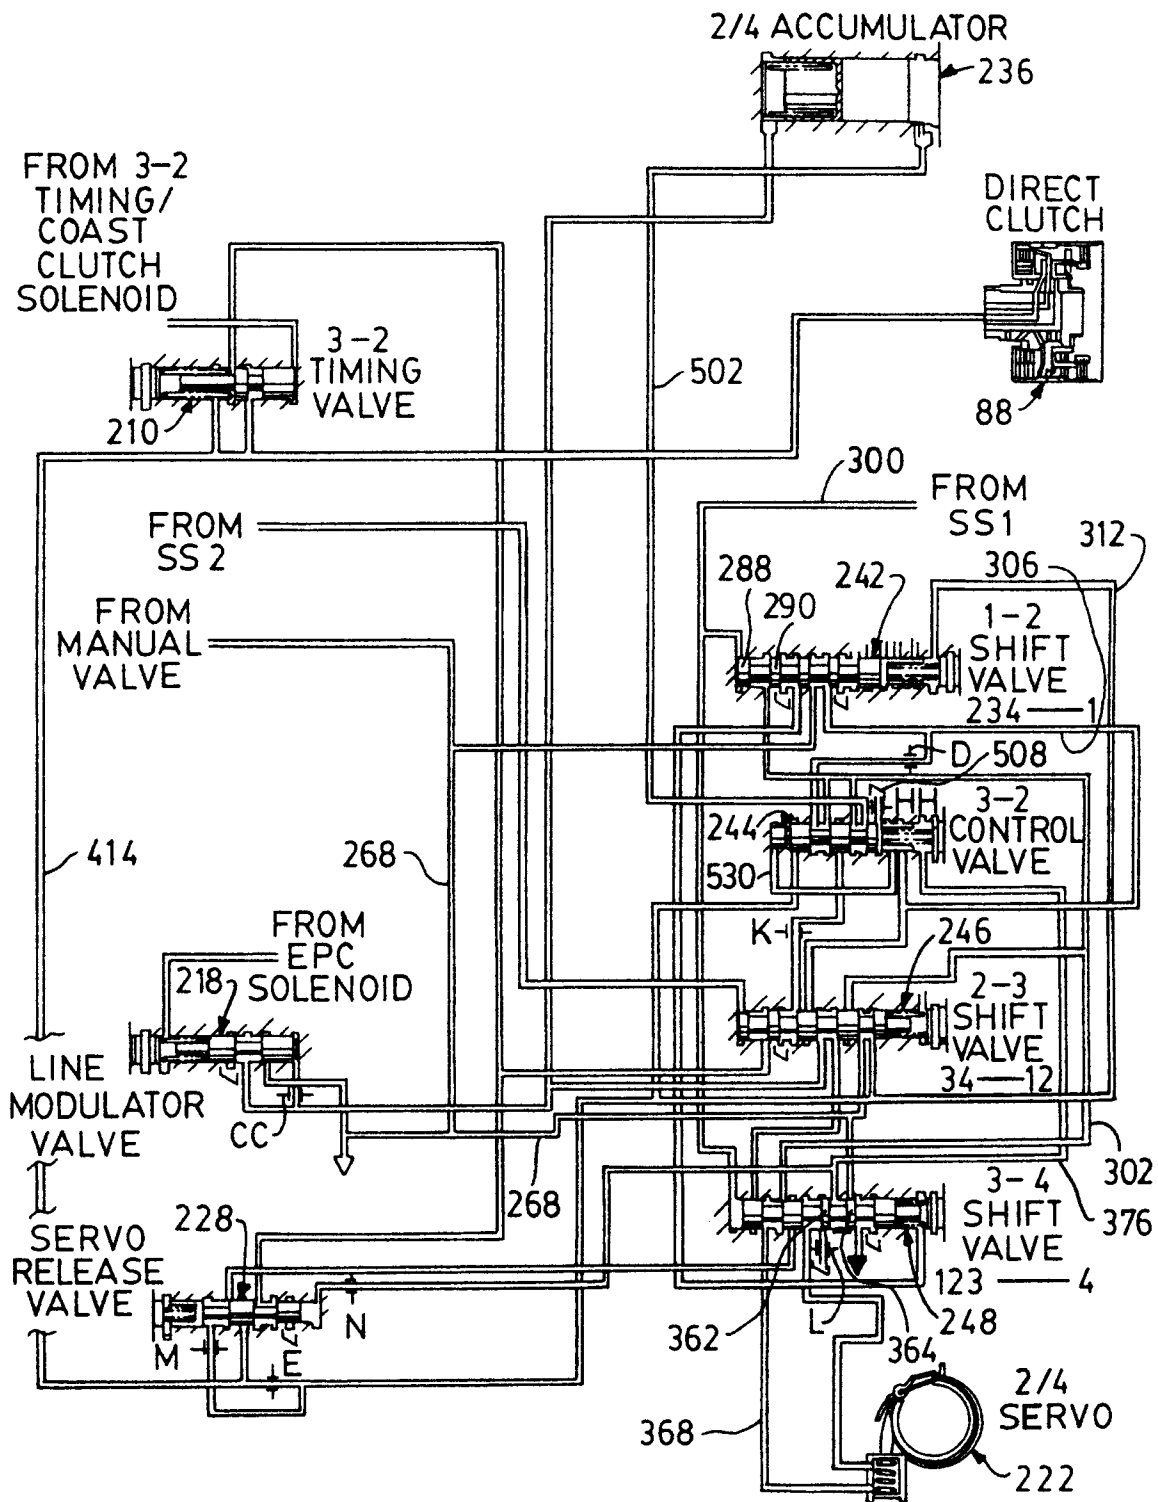 2/4 ACCUMULATOR
236
FROM 3-2
TIMING/
COAST
CLUTCH
SOLENOID
DIRECT
CLUTCH
88
3-2
TIMING
VALVE
210
502
300
FROM
SS1
FROM
SS2
312
306
288
290
242
1-2
SHIFT
VALVE
234 — 1
FROM
MANUAL
VALVE
D
508
H
244
3-2
CONTROL
VALVE
530
414
268
K
246
FROM
EPC
SOLENOID
218
2-3
SHIFT
VALVE
34 — 12
LINE
MODULATOR
VALVE
CC
268
302
376
3-4
SHIFT
VALVE
123 — 4
228
SERVO
RELEASE
VALVE
N
M
E
362
L
364
248
368
2/4
SERVO
222